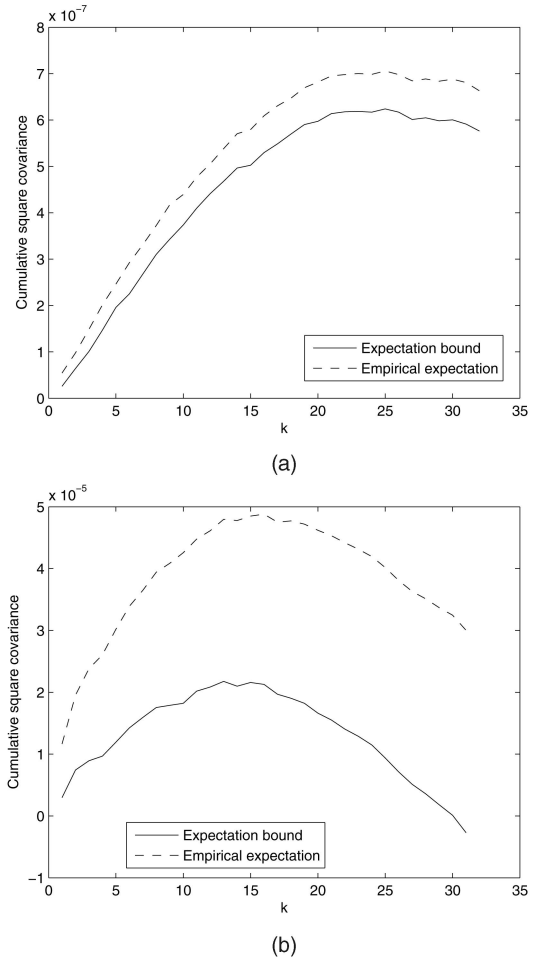 x 10⁻⁷
8
7
6
5
4
3
2
1
0
Cumulative square covariance
Expectation bound
Empirical expectation
0 5 10 15 20 25 30 35
k
(a)
x 10⁻⁵
5
4
3
2
1
0
−1
Cumulative square covariance
Expectation bound
Empirical expectation
0 5 10 15 20 25 30 35
k
(b)